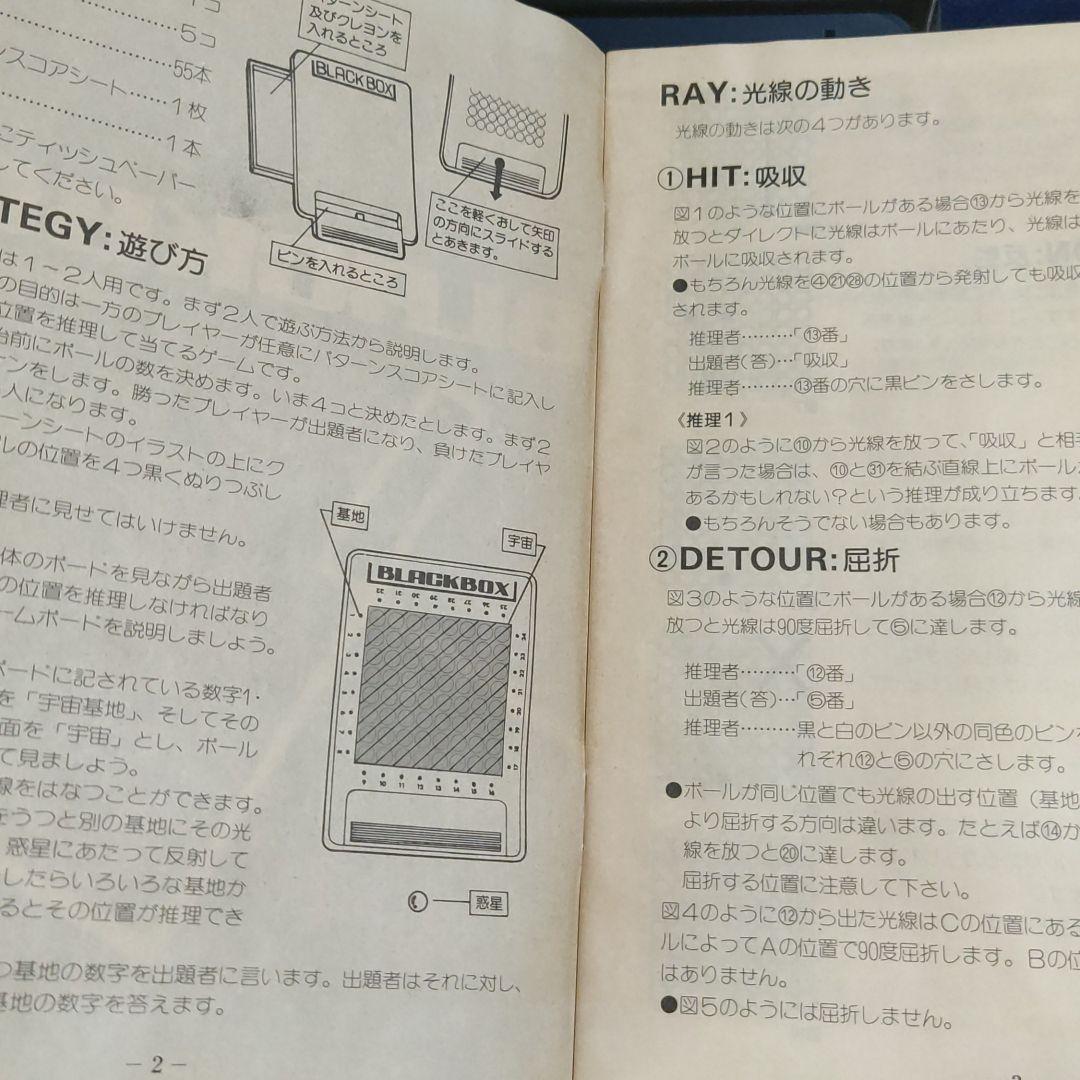 1コ
5コ
55本
ンスコアシート……1枚
1本
にティッシュペーパー
してください。
ターンシート
及びクレヨンを
入れるところ
BLACKBOX
ピンを入れるところ
ここを軽くおして矢印
の方向にスライドする
とあきます。
TEGY:遊び方
は1〜2人用です。まず2人で遊ぶ方法から説明します。
の目的は一方のプレイヤーが任意にパターンスコアシートに記入し
位置を推理して当てるゲームです。
前にボールの数を決めます。いま4コと決めたとします。まず2
ンをします。勝ったプレイヤーが出題者になり、負けたプレイヤ
人になります。
ーンシートのイラストの上にク
ルの位置を4つ黒くぬりつぶし
理者に見せてはいけません。
体のボードを見ながら出題者
の位置を推理しなければなり
ームボードを説明しましょう。
ボードに記されている数字1・
を「宇宙基地」、そしてその
面を「宇宙」とし、ボール
て見ましょう。
線をはなつことができます。
をうつと別の基地にその光
惑星にあたって反射して
したらいろいろな基地か
るとその位置が推理でき
つ基地の数字を出題者に言います。出題者はそれに対し、
基地の数字を答えます。
基地
宇宙
BLACKBOX
1
2
3
4
5
6
7
8
9 10 11 12 13 14 15 16
惑星
－2－
RAY:光線の動き
光線の動きは次の4つがあります。
①HIT:吸収
図1のような位置にボールがある場合⑬から光線を
放つとダイレクトに光線はボールにあたり、光線は
ボールに吸収されます。
●もちろん光線を④㉑㉘の位置から発射しても吸収
されます。
推理者………「⑬番」
出題者(答)…「吸収」
推理者………⑬番の穴に黒ピンをさします。
〈推理1〉
図2のように⑩から光線を放って、「吸収」と相手
が言った場合は、⑩と㉛を結ぶ直線上にボール
あるかもしれない?という推理が成り立ちます
●もちろんそうでない場合もあります。
②DETOUR:屈折
図3のような位置にボールがある場合⑫から光線
放つと光線は90度屈折して⑤に達します。
推理者………「⑫番」
出題者(答)…「⑤番」
推理者………黒と白のピン以外の同色のピン
れぞれ⑫と⑤の穴にさします。
●ボールが同じ位置でも光線の出す位置(基地
より屈折する方向は違います。たとえば⑭か
線を放つと⑳に達します。
屈折する位置に注意して下さい。
図4のように⑫から出た光線はCの位置にある
ルによってAの位置で90度屈折します。Bの位
はありません。
●図5のようには屈折しません。